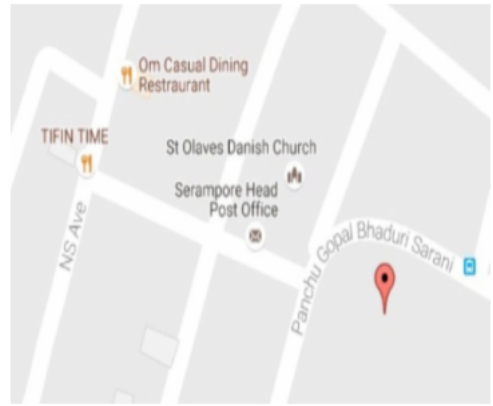 Om Casual Dining
Restraurant
TIFIN TIME
St Olaves Danish Church
Serampore Head
Post Office
NS Ave
Panchu Gopal Bhaduri Sarani